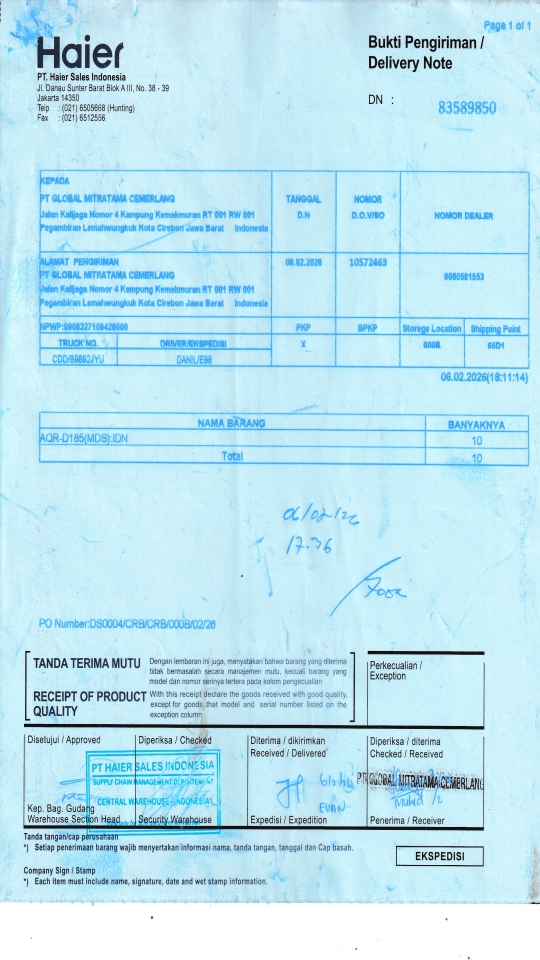 Page 1 of 1
Haier
Bukti Pengiriman /
Delivery Note
PT. Haier Sales Indonesia
Jl. Danau Sunter Barat Blok A III, No. 38 - 39
Jakarta 14350
Telp : (021) 6505668 (Hunting)
Fax : (021) 6512556
DN : 83589850
KEPADA
PT GLOBAL MITRATAMA CEMERLANG
Jalan Kalijaga Nomor 4 Kampung Kemakmuran RT 001 RW 001
Pegambiran Lemahwungkuk Kota Cirebon Jawa Barat Indonesia
TANGGAL D.N
NOMOR D.O./SO
NOMOR DEALER
ALAMAT PENGIRIMAN
PT GLOBAL MITRATAMA CEMERLANG
Jalan Kalijaga Nomor 4 Kampung Kemakmuran RT 001 RW 001
Pegambiran Lemahwungkuk Kota Cirebon Jawa Barat Indonesia
06.02.2026
10572463
PKP BPKP Storege Location Shipping Point
TRUCK NO. DRIVER/EKSPEDISI X 000B
06.02.2026(18:11:14)
NAMA BARANG BANYAKNYA
AQR-D185(MDS):IDN 10
Total 10
06/02/26
17.36
PO Number:DS0004/CRB/CRB/000B/02/26
TANDA TERIMA MUTU
Dengan lembaran ini juga, menyatakan bahwa barang yang diterima
tidak bermasalah secara manajemen mutu, kecuali barang yang
model dan nomor serinya tertera pada kolom pengecualian
RECEIPT OF PRODUCT
QUALITY
With this receipt declare the goods received with good quality,
except for goods that model and serial number listed on the
exception column
Perkecualian /
Exception
Disetujui / Approved
Diperiksa / Checked
Diterima / dikirimkan
Received / Delivered
Diperiksa / diterima
Checked / Received
PT HAIER SALES INDONESIA
SUPPLY CHAIN MANAGEMENT DEPARTEMENT
CENTRAL WAREHOUSE - INDONESIA
EVAN
PT GLOBAL MITRATAMA CEMERLANG
Kep. Bag. Gudang
Warehouse Section Head
Security Warehouse
Expedisi / Expedition
Penerima / Receiver
Tanda tangan/cap perusahaan
*) Setiap penerimaan barang wajib menyertakan informasi nama, tanda tangan, tanggal dan Cap basah.
EKSPEDISI
Company Sign / Stamp
*) Each item must include name, signature, date and wet stamp information.